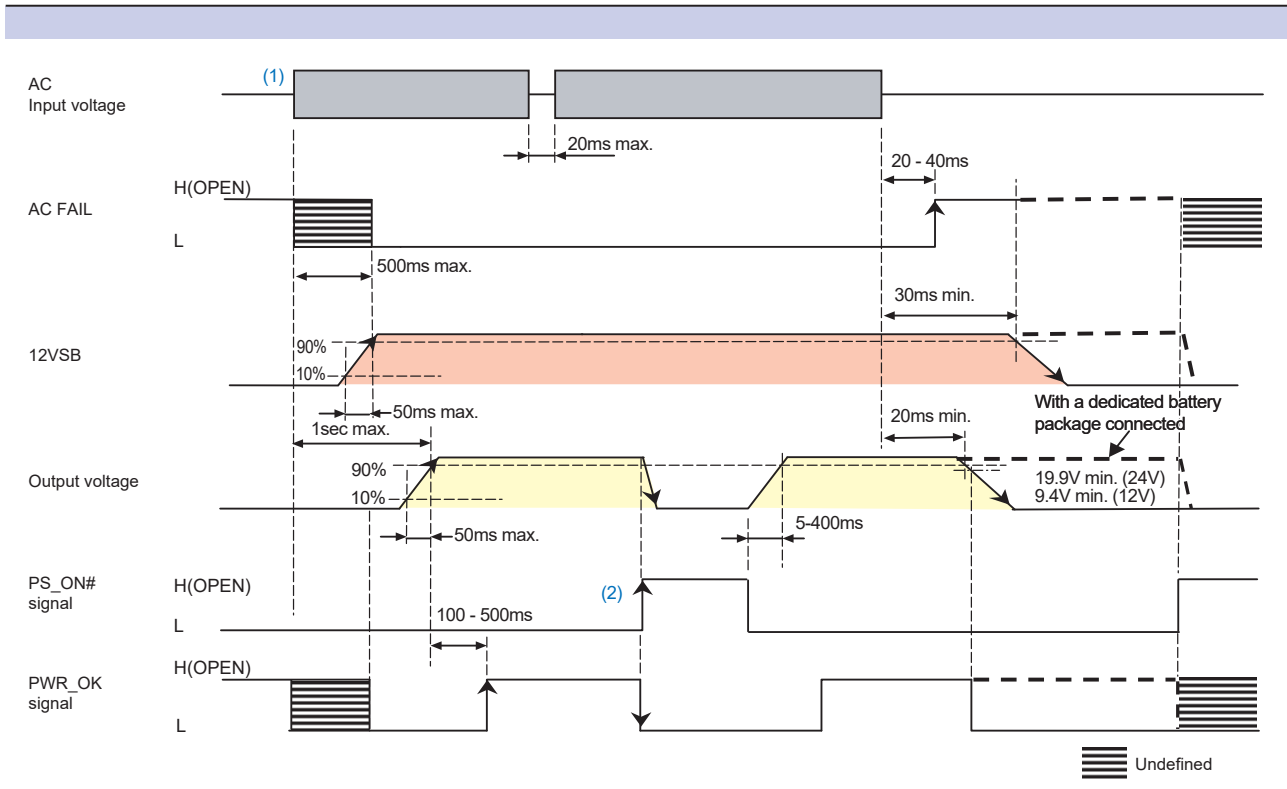 (1)
AC
Input voltage
20ms max.
20 - 40ms
H(OPEN)
AC FAIL
L
500ms max.
30ms min.
12VSB
90%
10%
50ms max.
With a dedicated battery
package connected
1sec max.
20ms min.
Output voltage
90%
10%
19.9V min. (24V)
9.4V min. (12V)
50ms max.
5-400ms
PS_ON#
signal
H(OPEN)
(2)
L
100 - 500ms
H(OPEN)
PWR_OK
signal
L
Undefined